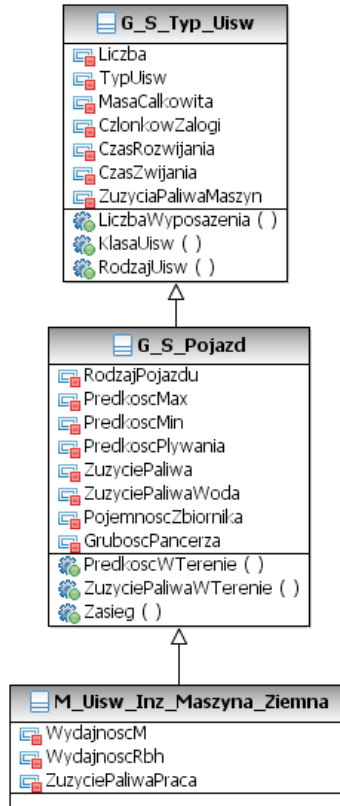 G_S_Typ_Uisw
Liczba
TypUisw
MasaCalkowita
CzlonkowZalogi
CzasRozwijania
CzasZwijania
ZuzyciaPaliwaMaszyn
LiczbaWyposazenia ( )
KlasaUisw ( )
RodzajUisw ( )
G_S_Pojazd
RodzajPojazdu
PredkoscMax
PredkoscMin
PredkoscPlywania
ZuzyciePaliwa
ZuzyciePaliwaWoda
PojemnoscZbiornika
GruboscPancerza
PredkoscWTerenie ( )
ZuzyciePaliwaWTerenie ( )
Zasieg ( )
M_Uisw_Inz_Maszyna_Ziemna
WydajnoscM
WydajnoscRbh
ZuzyciePaliwaPraca